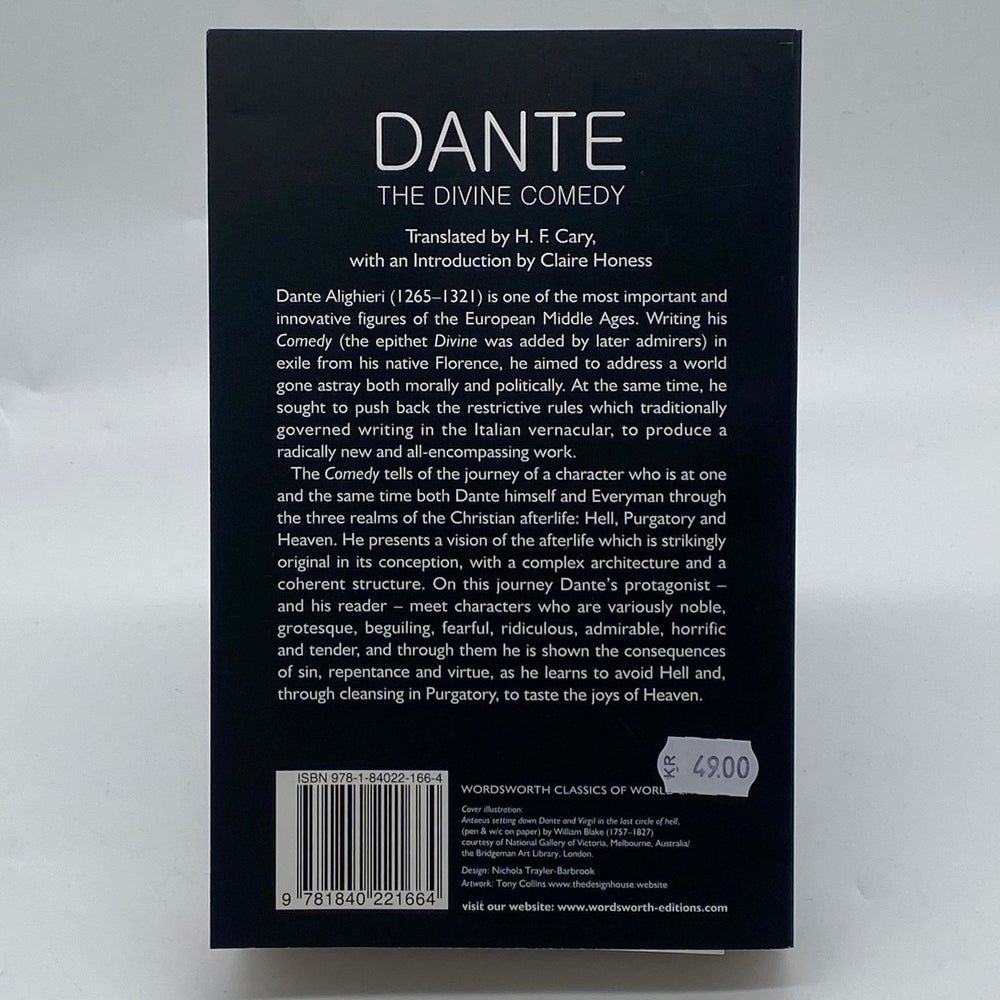 DANTE
THE DIVINE COMEDY
Translated by H. F. Cary,
with an Introduction by Claire Honess
Dante Alighieri (1265–1321) is one of the most important and
innovative figures of the European Middle Ages. Writing his
Comedy (the epithet Divine was added by later admirers) in
exile from his native Florence, he aimed to address a world
gone astray both morally and politically. At the same time, he
sought to push back the restrictive rules which traditionally
governed writing in the Italian vernacular, to produce a
radically new and all-encompassing work.
The Comedy tells of the journey of a character who is at one
and the same time both Dante himself and Everyman through
the three realms of the Christian afterlife: Hell, Purgatory and
Heaven. He presents a vision of the afterlife which is strikingly
original in its conception, with a complex architecture and a
coherent structure. On this journey Dante's protagonist –
and his reader – meet characters who are variously noble,
grotesque, beguiling, fearful, ridiculous, admirable, horrific
and tender, and through them he is shown the consequences
of sin, repentance and virtue, as he learns to avoid Hell and,
through cleansing in Purgatory, to taste the joys of Heaven.
KR 49.00
ISBN 978-1-84022-166-4
9 781840 221664
WORDSWORTH CLASSICS OF WORLD
Cover illustration:
Antaeus setting down Dante and Virgil in the last circle of hell,
(pen & w/c on paper) by William Blake (1757–1827)
courtesy of National Gallery of Victoria, Melbourne, Australia/
the Bridgeman Art Library, London.
Design: Nichola Trayler-Barbrook
Artwork: Tony Collins www.thedesignhouse.website
visit our website: www.wordsworth-editions.com